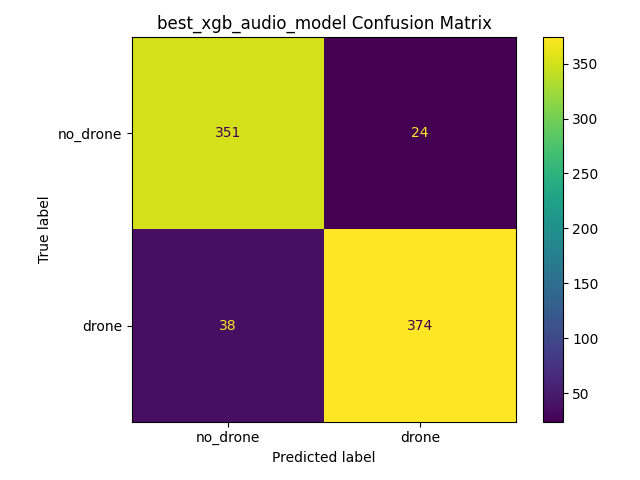 best_xgb_audio_model Confusion Matrix
no_drone
351
24
drone
38
374
no_drone
drone
Predicted label
True label
350
300
250
200
150
100
50